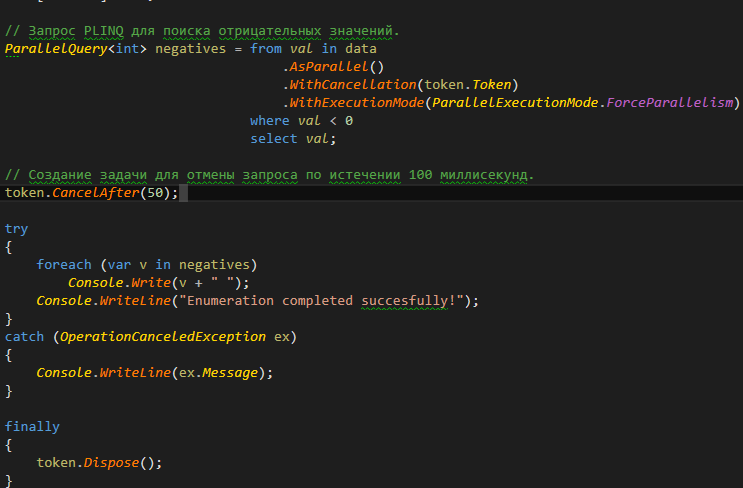 // Запрос PLINQ для поиска отрицательных значений.
ParallelQuery<int> negatives = from val in data
.AsParallel()
.WithCancellation(token.Token)
.WithExecutionMode(ParallelExecutionMode.ForceParallelism)
where val < 0
select val;
// Создание задачи для отмены запроса по истечении 100 миллисекунд.
token.CancelAfter(50);
try
{
foreach (var v in negatives)
Console.Write(v + " ");
Console.WriteLine("Enumeration completed succesfully!");
}
catch (OperationCanceledException ex)
{
Console.WriteLine(ex.Message);
}
finally
{
token.Dispose();
}